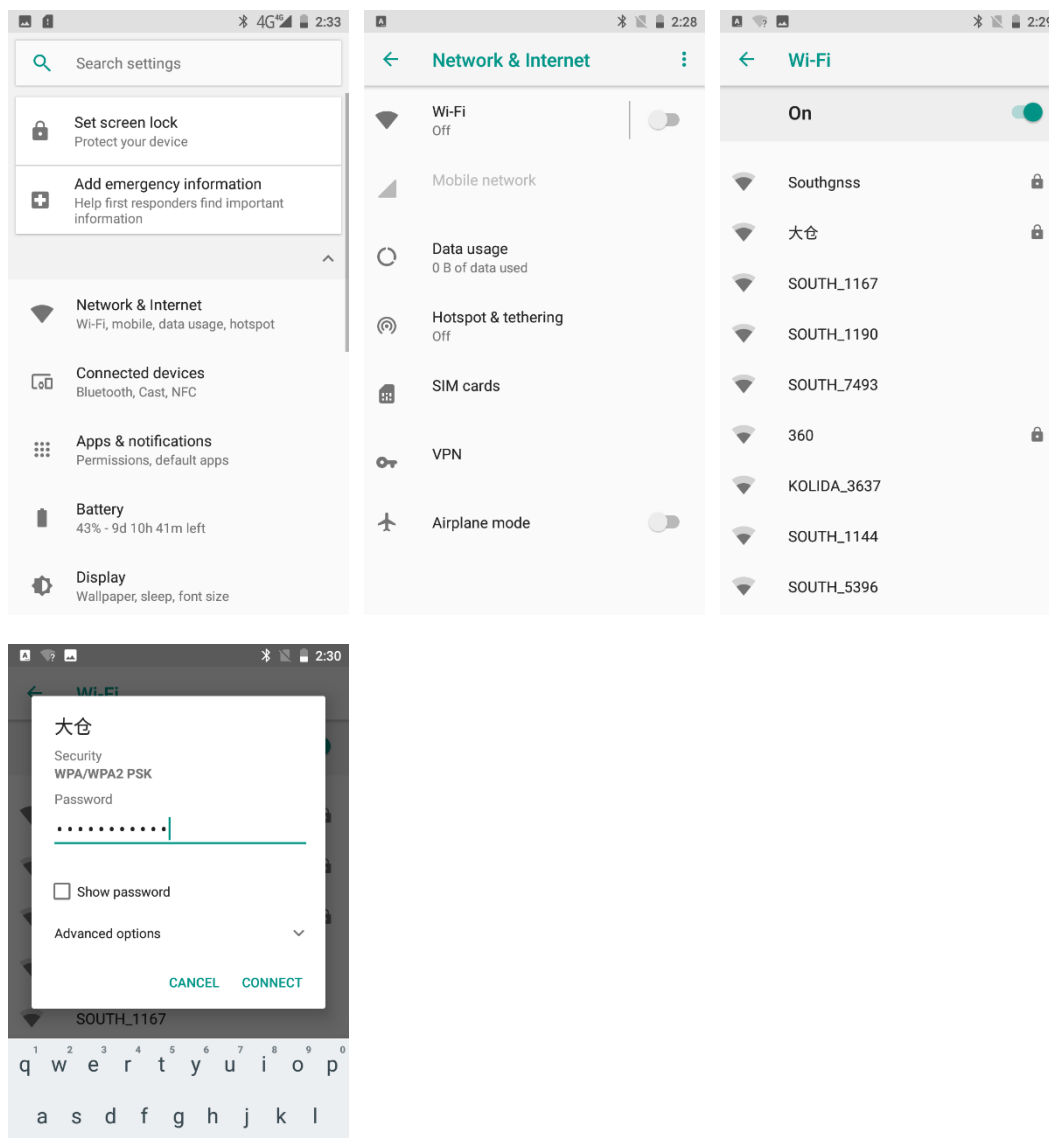 4G 4G 2:33
Search settings
Set screen lock
Protect your device
Add emergency information
Help first responders find important
information
Network & Internet
Wi-Fi, mobile, data usage, hotspot
Connected devices
Bluetooth, Cast, NFC
Apps & notifications
Permissions, default apps
Battery
43% - 9d 10h 41m left
Display
Wallpaper, sleep, font size
A 2:28
Network & Internet
Wi-Fi
Off
Mobile network
Data usage
0 B of data used
Hotspot & tethering
Off
SIM cards
VPN
Airplane mode
A ? 2:29
Wi-Fi
On
Southgnss
大仓
SOUTH_1167
SOUTH_1190
SOUTH_7493
360
KOLIDA_3637
SOUTH_1144
SOUTH_5396
A ? 2:30
Wi-Fi
大仓
Security
WPA/WPA2 PSK
Password
•••••••••••
Show password
Advanced options
CANCEL CONNECT
SOUTH_1167
1 2 3 4 5 6 7 8 9 0
q w e r t y u i o p
a s d f g h j k l